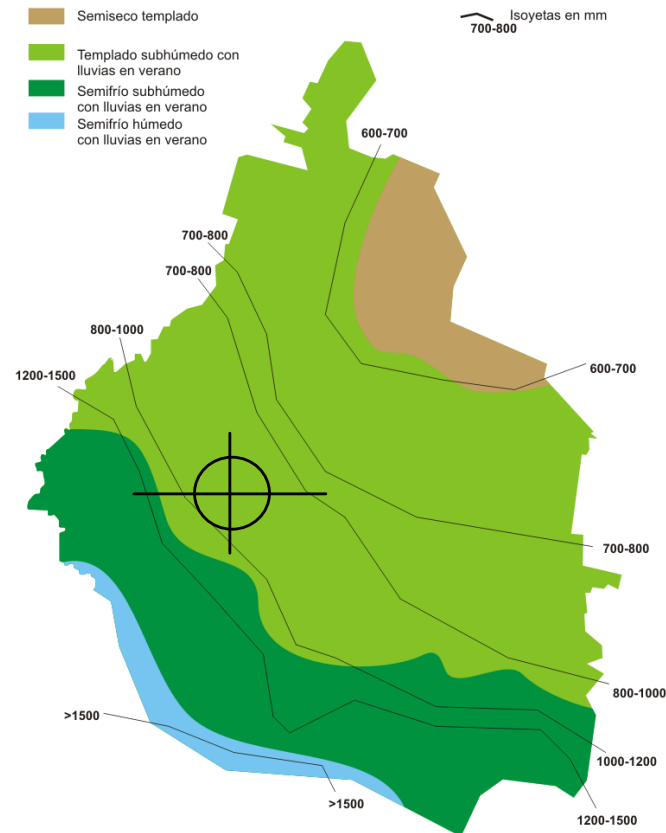 Semiseco templado
Templado subhúmedo con
lluvias en verano
Semifrío subhúmedo
con lluvias en verano
Semifrío húmedo
con lluvias en verano
Isoyetas en mm
700-800
600-700
700-800
700-800
800-1000
1200-1500
600-700
700-800
800-1000
>1500
1000-1200
>1500
1200-1500